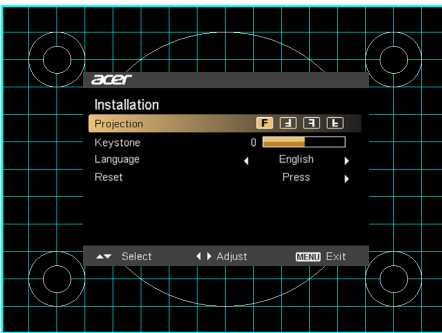 acer
Installation
Projection F F F F
Keystone 0
Language English
Reset Press
Select Adjust MENU Exit